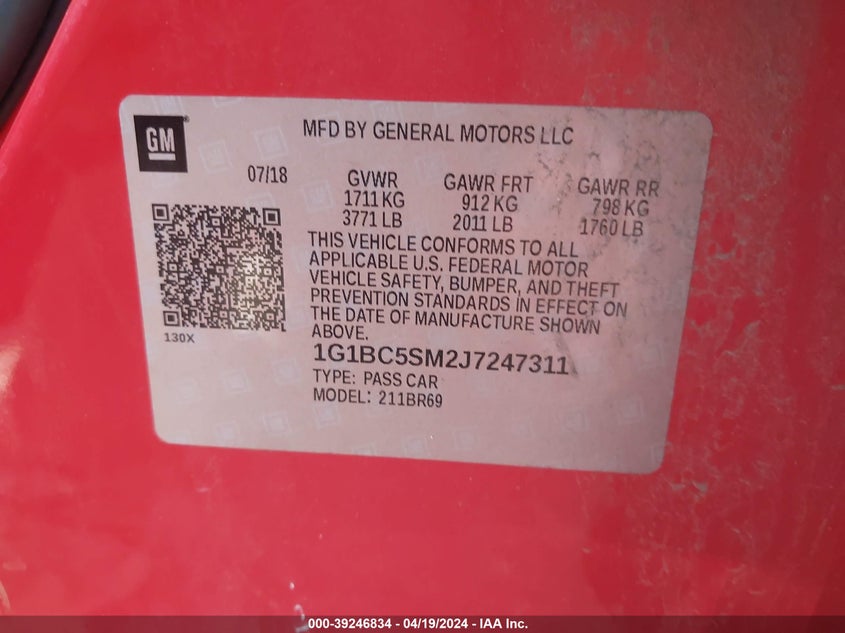 GM
MFD BY GENERAL MOTORS LLC
07/18 GVWR GAWR FRT GAWR RR
1711 KG 912 KG 798 KG
3771 LB 2011 LB 1760 LB
THIS VEHICLE CONFORMS TO ALL
APPLICABLE U.S. FEDERAL MOTOR
VEHICLE SAFETY, BUMPER, AND THEFT
PREVENTION STANDARDS IN EFFECT ON
THE DATE OF MANUFACTURE SHOWN
ABOVE.
130X
1G1BC5SM2J7247311
TYPE: PASS CAR
MODEL: 211BR69
000-39246834 - 04/19/2024 - IAA Inc.